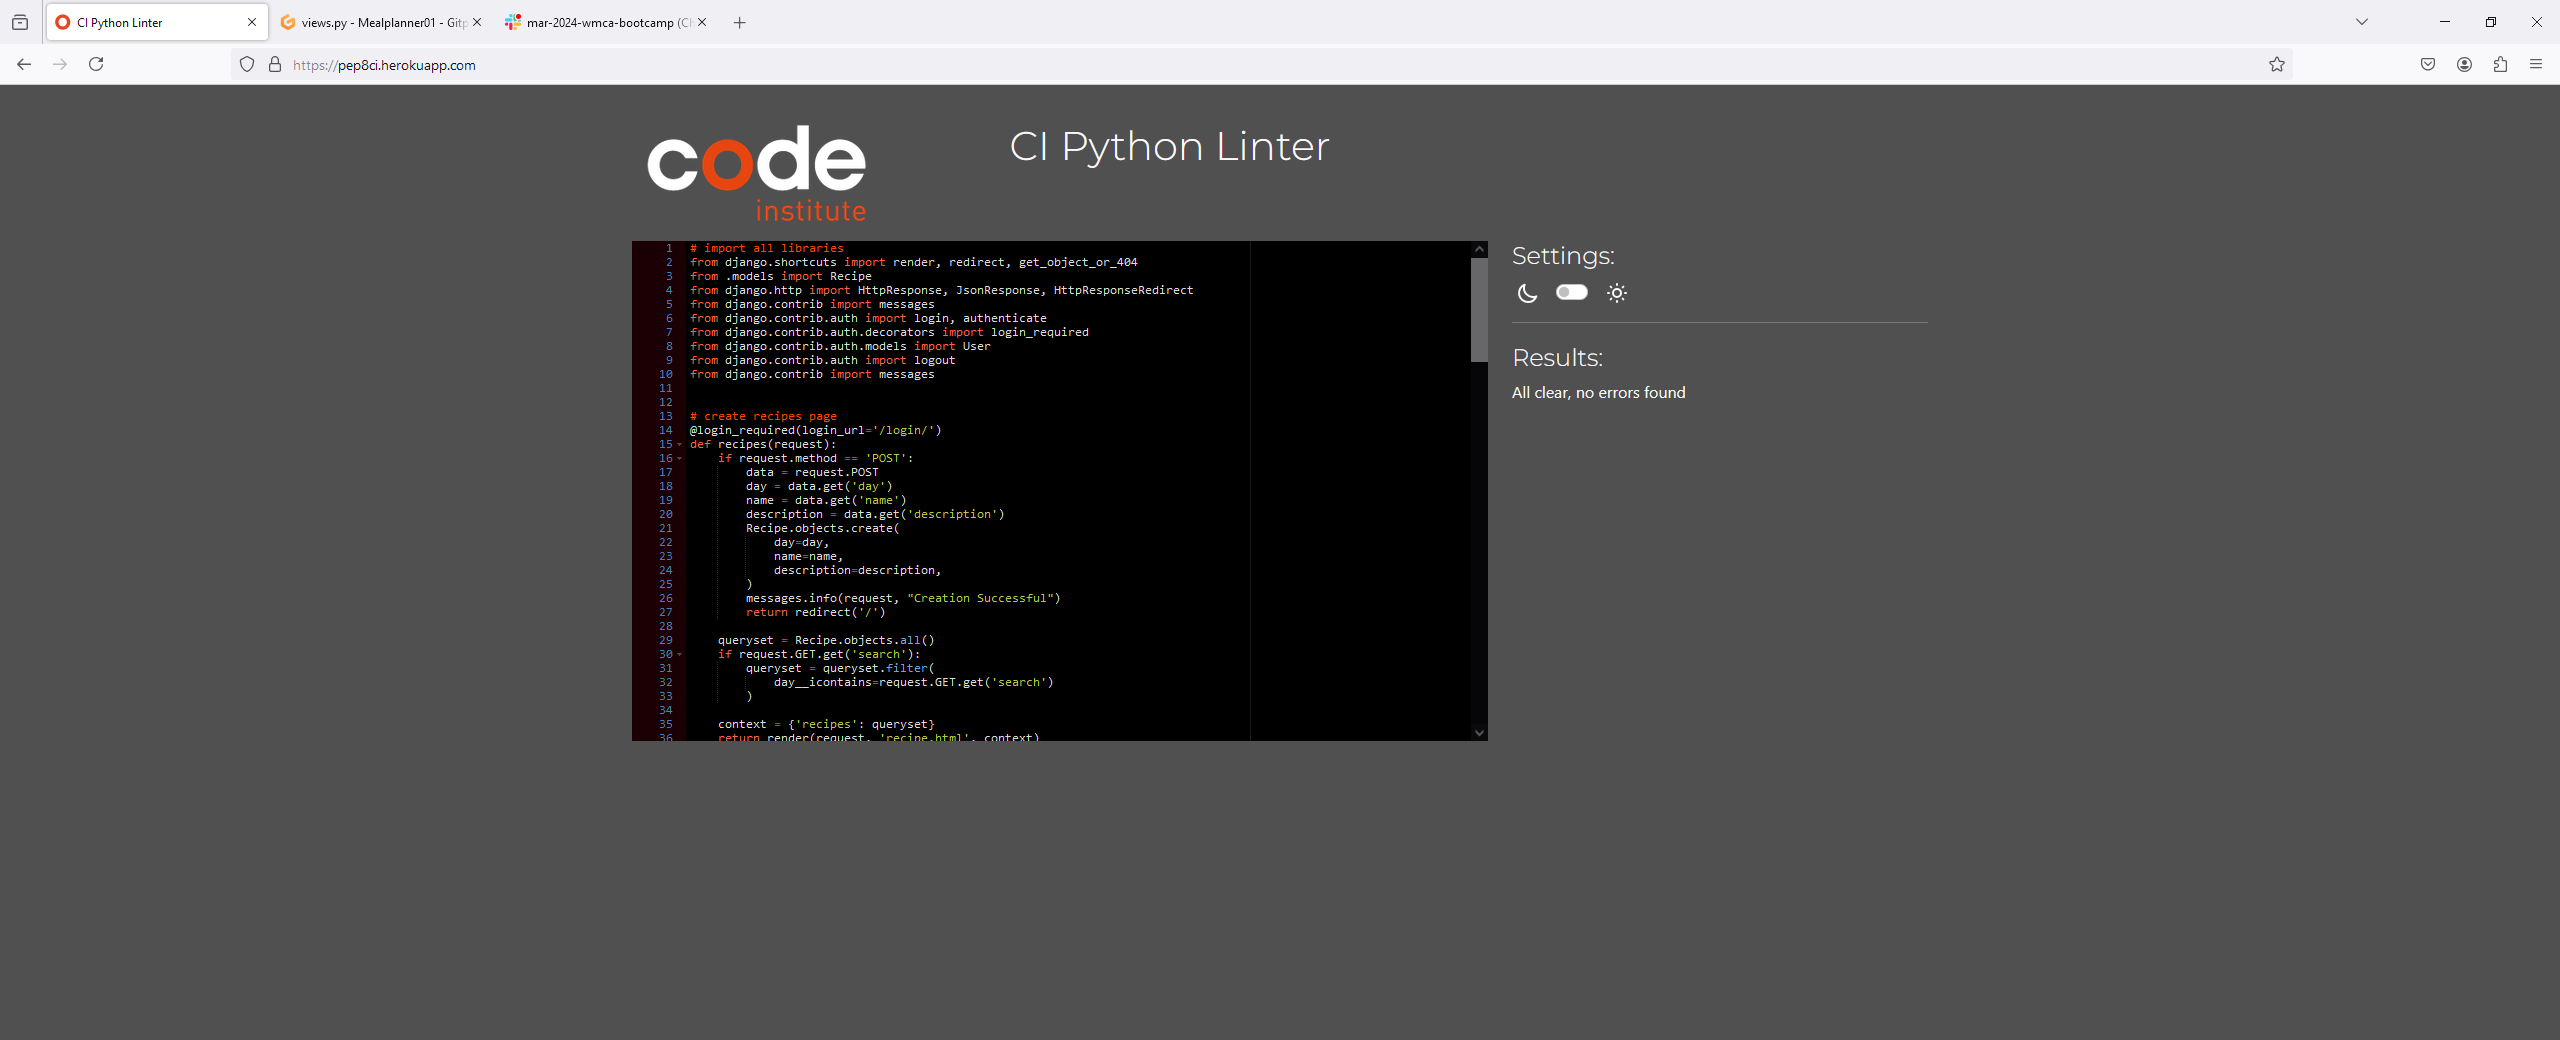 CI Python Linter
views.py - Mealplanner01 - Gitp
mar-2024-wmca-bootcamp (Ch
https://pep8ci.herokuapp.com
code
institute
CI Python Linter
1 # import all libraries
2 from django.shortcuts import render, redirect, get_object_or_404
3 from .models import Recipe
4 from django.http import HttpResponse, JsonResponse, HttpResponseRedirect
5 from django.contrib import messages
6 from django.contrib.auth import login, authenticate
7 from django.contrib.auth.decorators import login_required
8 from django.contrib.auth.models import User
9 from django.contrib.auth import logout
10 from django.contrib import messages
11
12
13 # create recipes page
14 @login_required(login_url='/login/')
15 def recipes(request):
16     if request.method == 'POST':
17         data = request.POST
18         day = data.get('day')
19         name = data.get('name')
20         description = data.get('description')
21         Recipe.objects.create(
22             day=day,
23             name=name,
24             description=description,
25         )
26         messages.info(request, "Creation Successful")
27         return redirect('/')
28
29     queryset = Recipe.objects.all()
30     if request.GET.get('search'):
31         queryset = queryset.filter(
32             day__icontains=request.GET.get('search')
33         )
34
35     context = {'recipes': queryset}
36     return render(request, 'recipe.html', context)
Settings:
Results:
All clear, no errors found